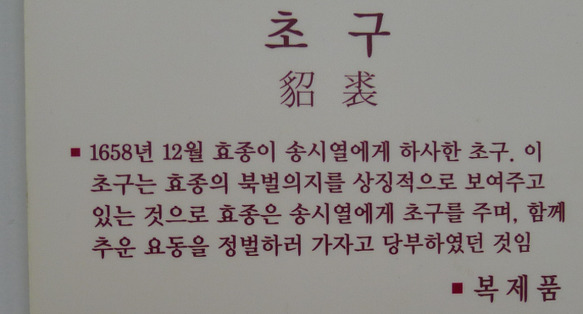 초 구
貂 裘
■ 1658년 12월 효종이 송시열에게 하사한 초구. 이
초구는 효종의 북벌의지를 상징적으로 보여주고
있는 것으로 효종은 송시열에게 초구를 주며, 함께
추운 요동을 정벌하러 가자고 당부하였던 것임
■ 복 제 품